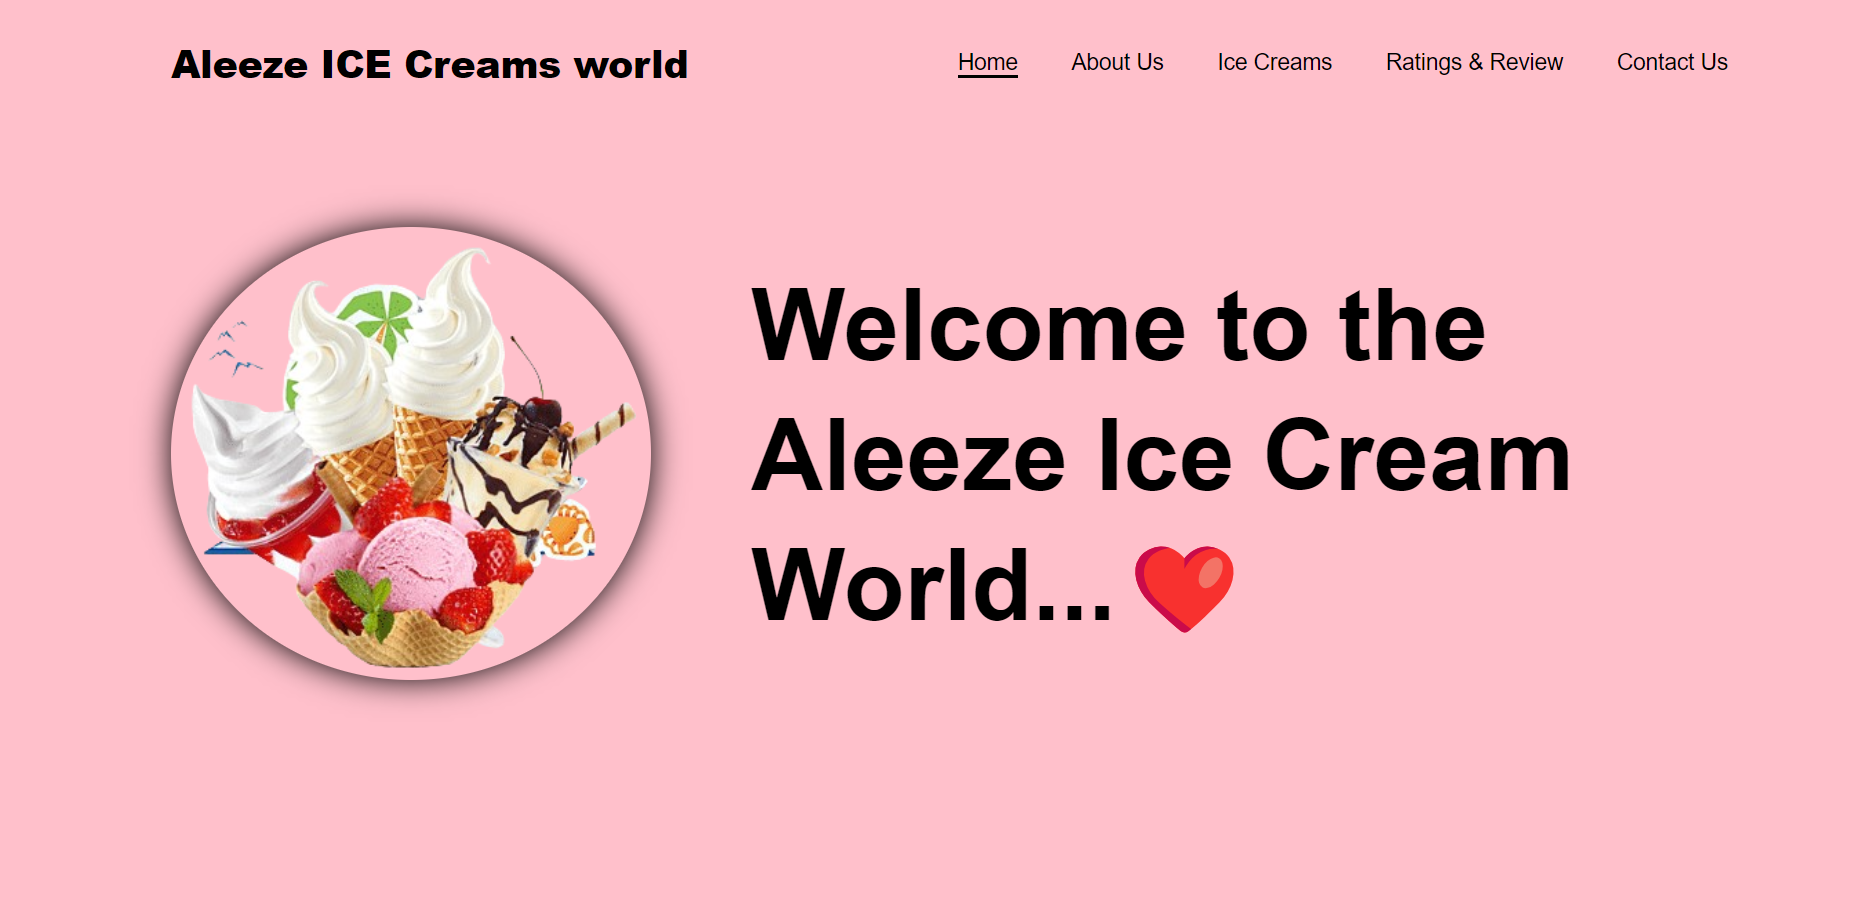 Aleeze ICE Creams world
Home About Us Ice Creams Ratings & Review Contact Us
Welcome to the
Aleeze Ice Cream
World... ❤️